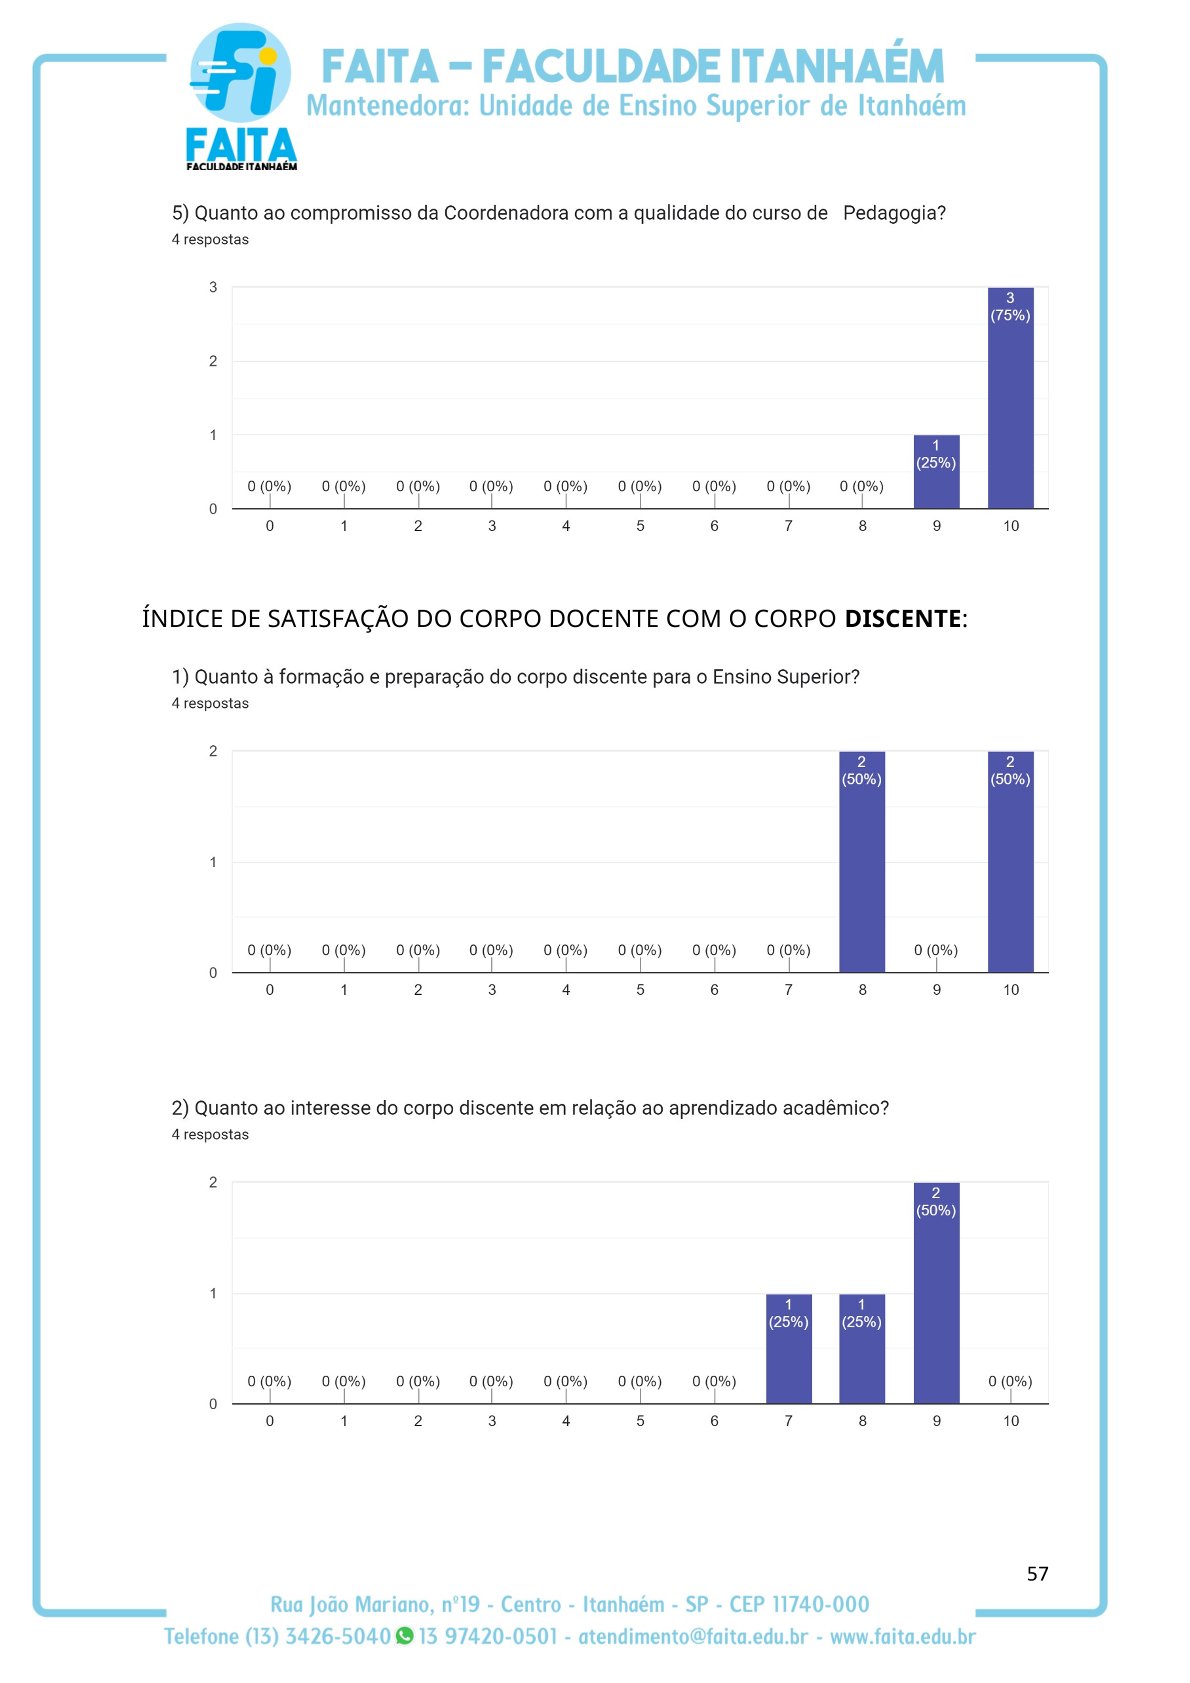 FAITA – FACULDADE ITANHAÉM
Mantenedora: Unidade de Ensino Superior de Itanhaém
Fi
FAITA
FACULDADE ITANHAÉM
5) Quanto ao compromisso da Coordenadora com a qualidade do curso de Pedagogia?
4 respostas
3
2
1
0
0 (0%) 0 (0%) 0 (0%) 0 (0%) 0 (0%) 0 (0%) 0 (0%) 0 (0%) 0 (0%) 1 (25%) 3 (75%)
0 1 2 3 4 5 6 7 8 9 10
ÍNDICE DE SATISFAÇÃO DO CORPO DOCENTE COM O CORPO DISCENTE:
1) Quanto à formação e preparação do corpo discente para o Ensino Superior?
4 respostas
2
1
0
0 (0%) 0 (0%) 0 (0%) 0 (0%) 0 (0%) 0 (0%) 0 (0%) 0 (0%) 2 (50%) 0 (0%) 2 (50%)
0 1 2 3 4 5 6 7 8 9 10
2) Quanto ao interesse do corpo discente em relação ao aprendizado acadêmico?
4 respostas
2
1
0
0 (0%) 0 (0%) 0 (0%) 0 (0%) 0 (0%) 0 (0%) 0 (0%) 1 (25%) 1 (25%) 2 (50%) 0 (0%)
0 1 2 3 4 5 6 7 8 9 10
57
Rua João Mariano, nº19 - Centro - Itanhaém - SP - CEP 11740-000
Telefone (13) 3426-5040 13 97420-0501 - atendimento@faita.edu.br - www.faita.edu.br